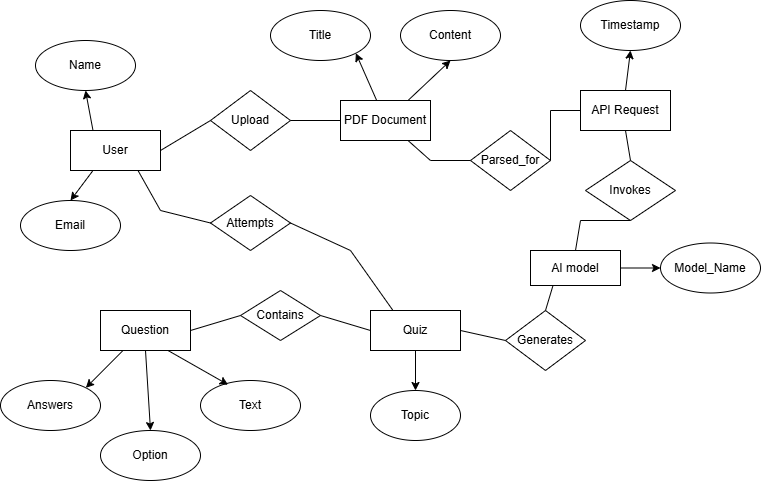 Timestamp
Title
Content
Name
API Request
Upload
PDF Document
User
Parsed_for
Invokes
Email
Attempts
AI model
Model_Name
Contains
Question
Quiz
Generates
Answers
Text
Topic
Option